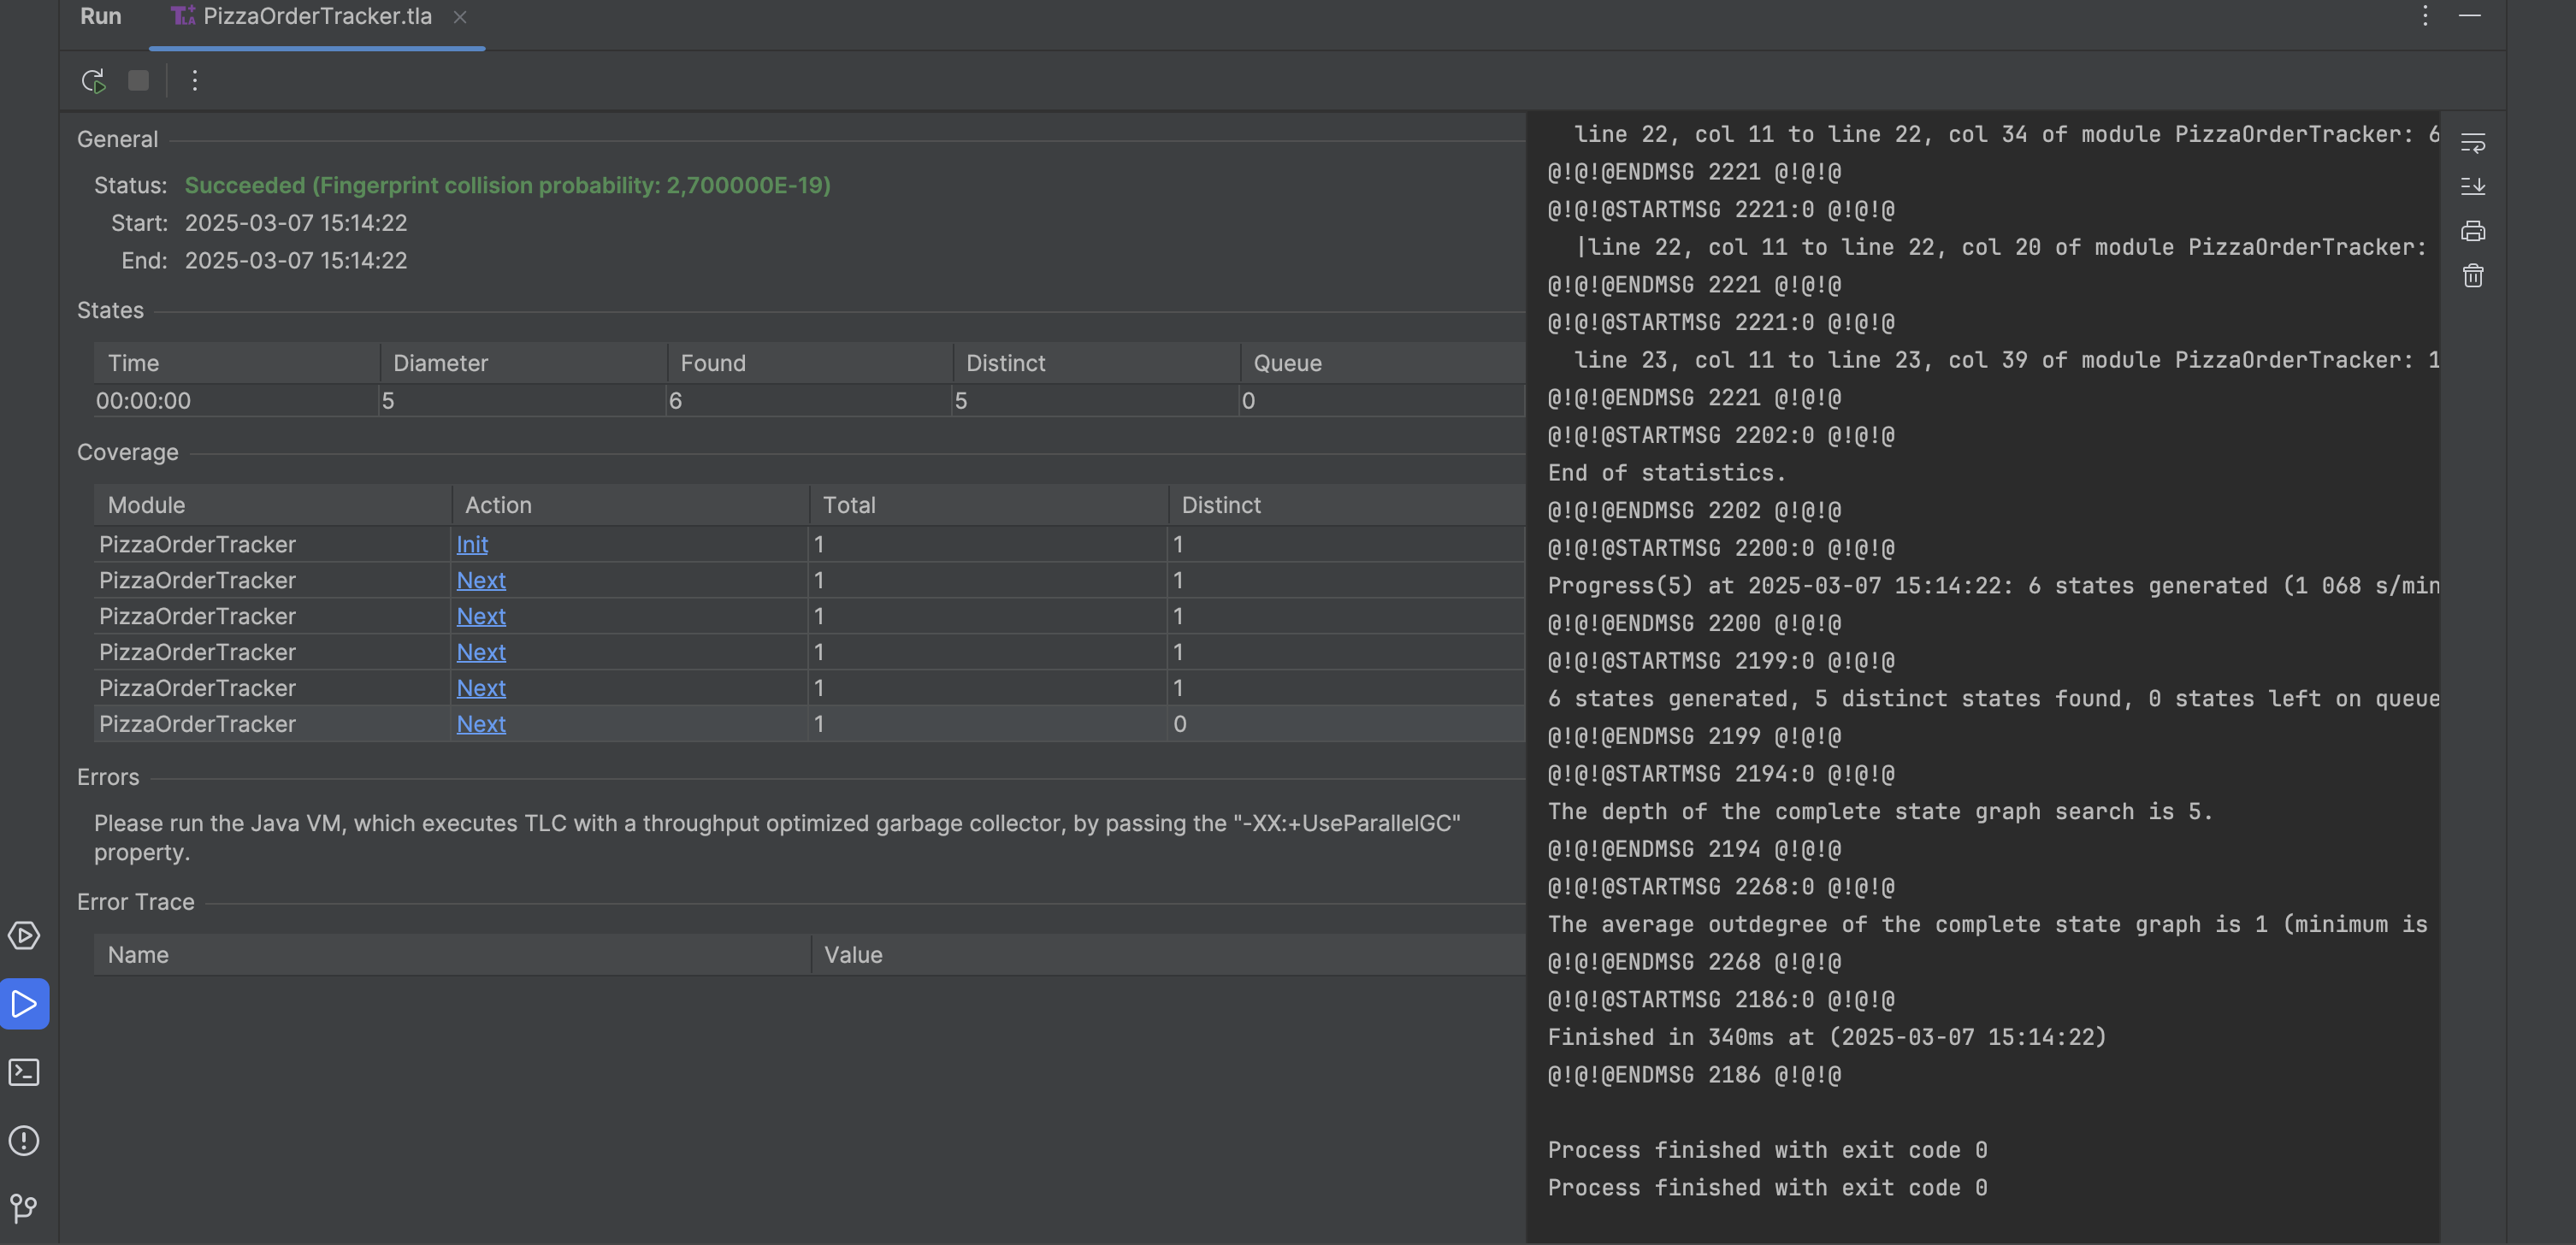 Run PizzaOrderTracker.tla
General
Status: Succeeded (Fingerprint collision probability: 2,700000E-19)
Start: 2025-03-07 15:14:22
End: 2025-03-07 15:14:22
States
Time Diameter Found Distinct Queue
00:00:00 5 6 5 0
Coverage
Module Action Total Distinct
PizzaOrderTracker Init 1 1
PizzaOrderTracker Next 1 1
PizzaOrderTracker Next 1 1
PizzaOrderTracker Next 1 1
PizzaOrderTracker Next 1 1
PizzaOrderTracker Next 1 0
Errors
Please run the Java VM, which executes TLC with a throughput optimized garbage collector, by passing the "-XX:+UseParallelGC"
property.
Error Trace
Name Value
line 22, col 11 to line 22, col 34 of module PizzaOrderTracker: 6
@!@!@ENDMSG 2221 @!@!@
@!@!@STARTMSG 2221:0 @!@!@
|line 22, col 11 to line 22, col 20 of module PizzaOrderTracker:
@!@!@ENDMSG 2221 @!@!@
@!@!@STARTMSG 2221:0 @!@!@
line 23, col 11 to line 23, col 39 of module PizzaOrderTracker: 1
@!@!@ENDMSG 2221 @!@!@
@!@!@STARTMSG 2202:0 @!@!@
End of statistics.
@!@!@ENDMSG 2202 @!@!@
@!@!@STARTMSG 2200:0 @!@!@
Progress(5) at 2025-03-07 15:14:22: 6 states generated (1 068 s/min
@!@!@ENDMSG 2200 @!@!@
@!@!@STARTMSG 2199:0 @!@!@
6 states generated, 5 distinct states found, 0 states left on queue
@!@!@ENDMSG 2199 @!@!@
@!@!@STARTMSG 2194:0 @!@!@
The depth of the complete state graph search is 5.
@!@!@ENDMSG 2194 @!@!@
@!@!@STARTMSG 2268:0 @!@!@
The average outdegree of the complete state graph is 1 (minimum is
@!@!@ENDMSG 2268 @!@!@
@!@!@STARTMSG 2186:0 @!@!@
Finished in 340ms at (2025-03-07 15:14:22)
@!@!@ENDMSG 2186 @!@!@
Process finished with exit code 0
Process finished with exit code 0